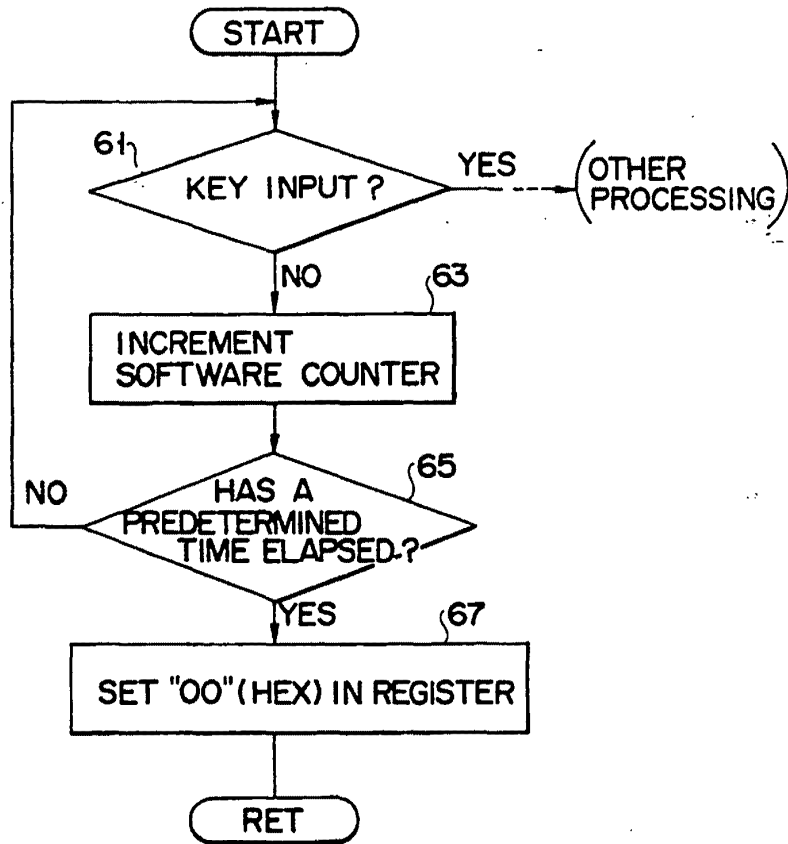 START
61
KEY INPUT?
YES
(OTHER
PROCESSING)
NO
63
INCREMENT
SOFTWARE COUNTER
65
NO
HAS A
PREDETERMINED
TIME ELAPSED?
YES
67
SET "00" (HEX) IN REGISTER
RET